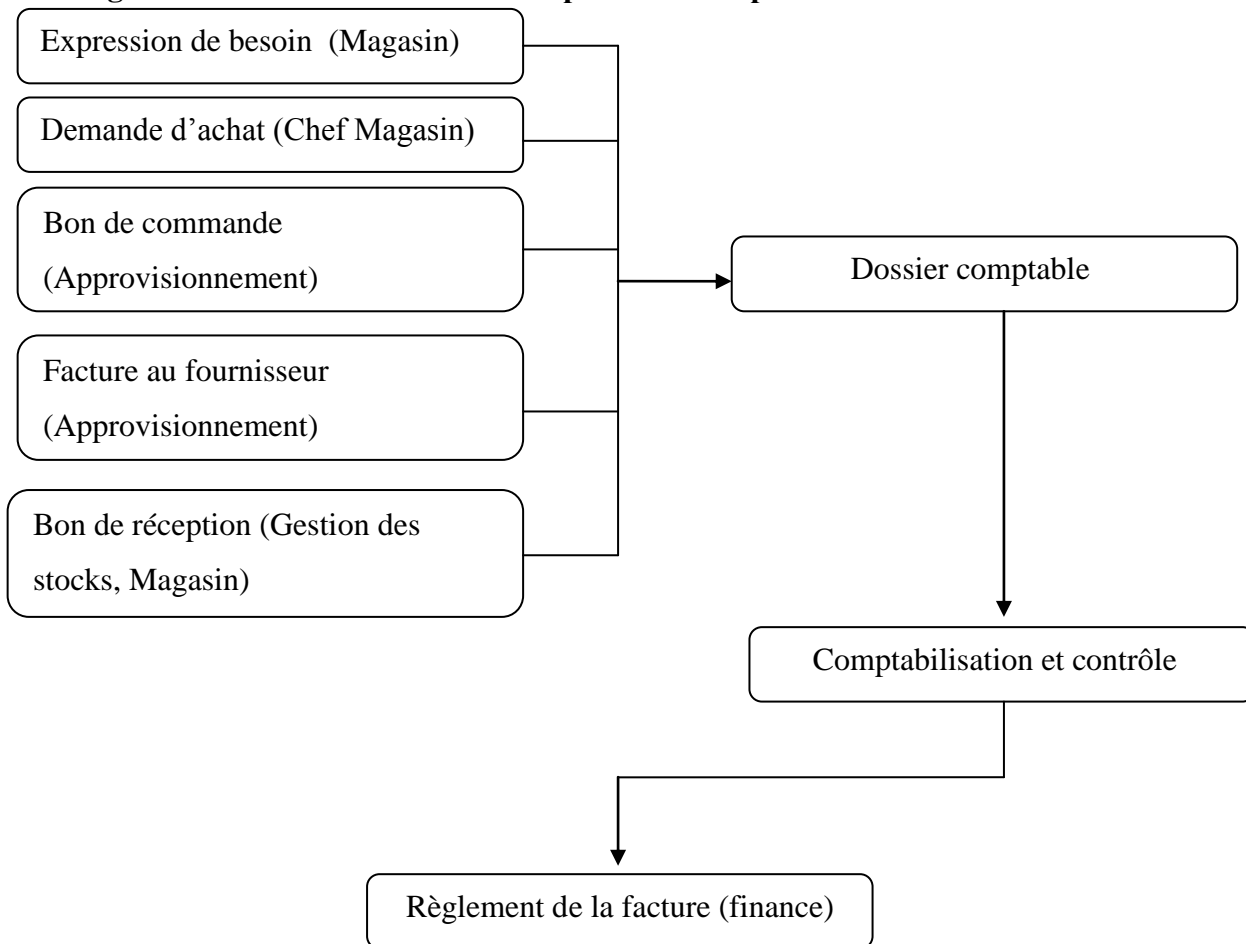 Expression de besoin (Magasin)
Demande d’achat (Chef Magasin)
Bon de commande
(Approvisionnement)
Dossier comptable
Facture au fournisseur
(Approvisionnement)
Bon de réception (Gestion des
stocks, Magasin)
Comptabilisation et contrôle
Règlement de la facture (finance)